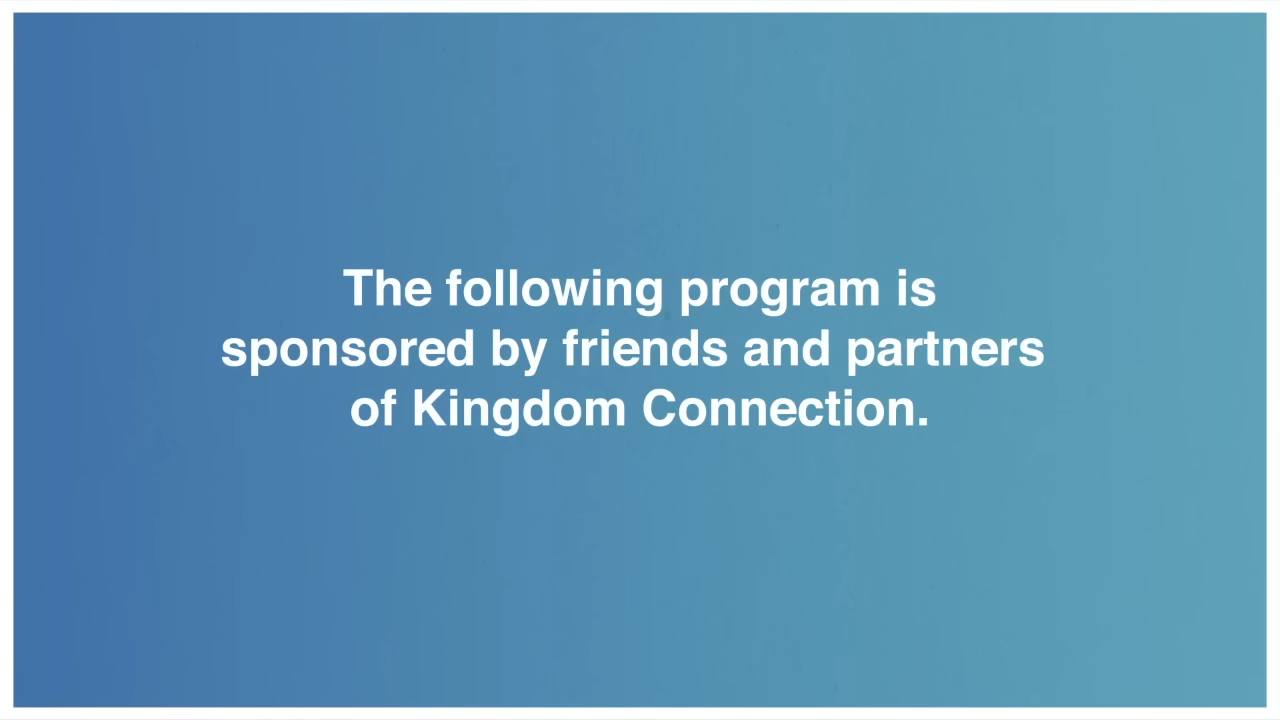 The following program is
sponsored by friends and partners
of Kingdom Connection.